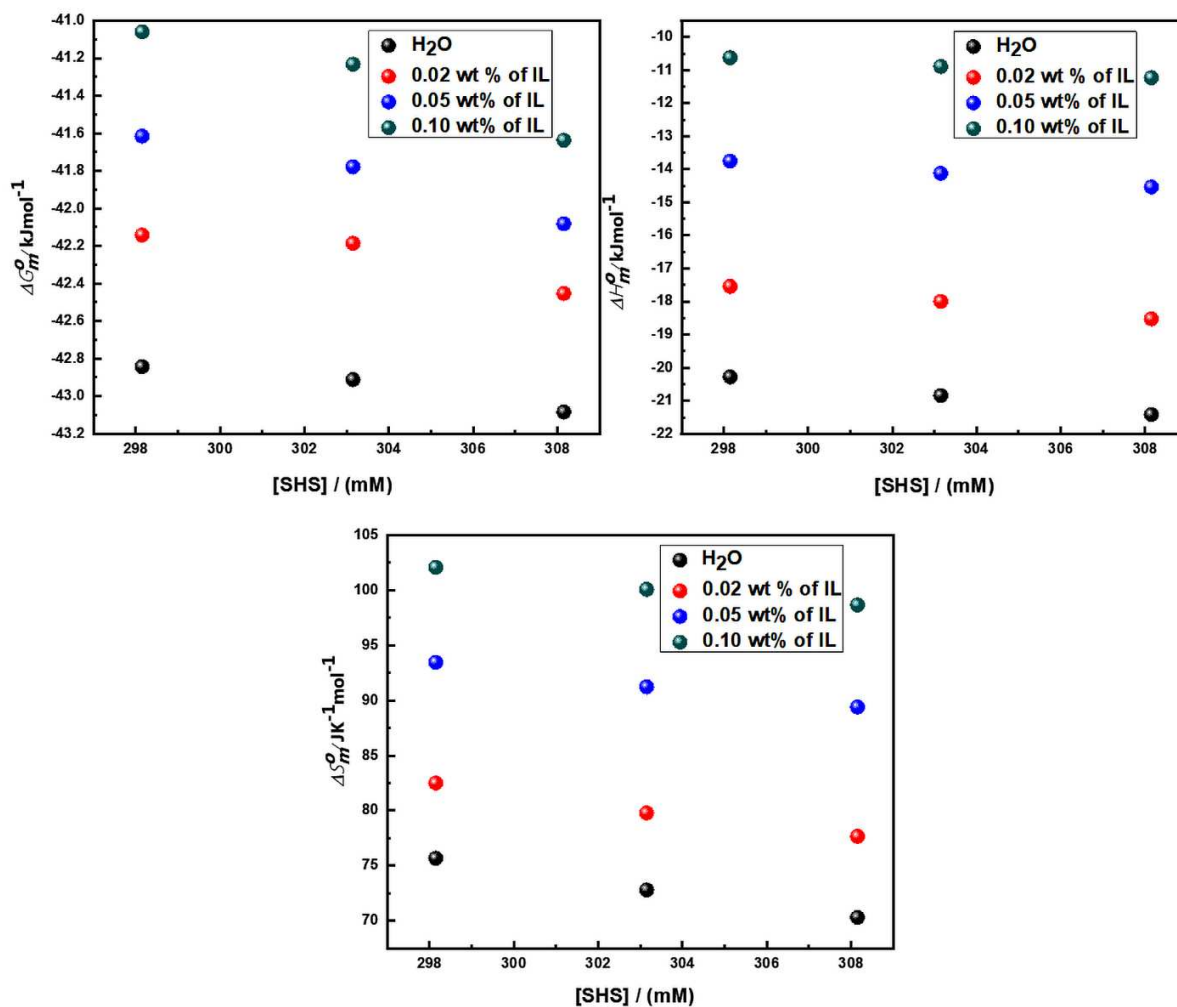 -41.0
-41.2
-41.4
-41.6
-41.8
-42.0
-42.2
-42.4
-42.6
-42.8
-43.0
-43.2
ΔG°m/kJmol⁻¹
298 300 302 304 306 308
[SHS] / (mM)
H₂O
0.02 wt % of IL
0.05 wt% of IL
0.10 wt% of IL
-10
-11
-12
-13
-14
-15
-16
-17
-18
-19
-20
-21
-22
ΔH°m/kJmol⁻¹
298 300 302 304 306 308
[SHS] / (mM)
H₂O
0.02 wt % of IL
0.05 wt% of IL
0.10 wt% of IL
105
100
95
90
85
80
75
70
ΔS°m/JK⁻¹mol⁻¹
298 300 302 304 306 308
[SHS] / (mM)
H₂O
0.02 wt % of IL
0.05 wt% of IL
0.10 wt% of IL